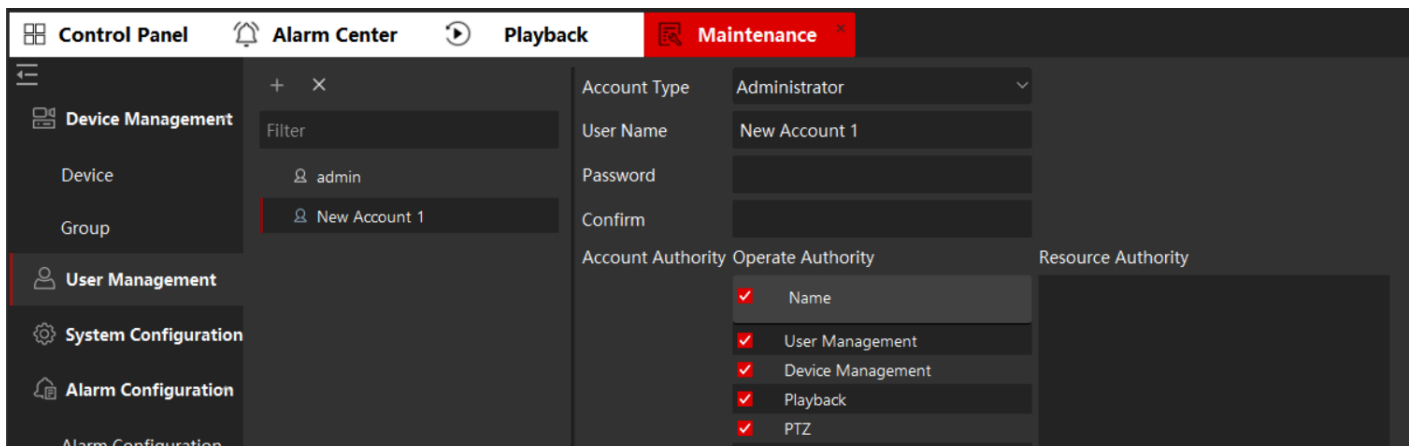 Control Panel Alarm Center Playback Maintenance ×
+ × Account Type Administrator
Device Management Filter User Name New Account 1
Device admin Password
New Account 1 Confirm
Group
Account Authority Operate Authority Resource Authority
User Management Name
System Configuration User Management
Device Management
Alarm Configuration Playback
PTZ
Alarm Configuration